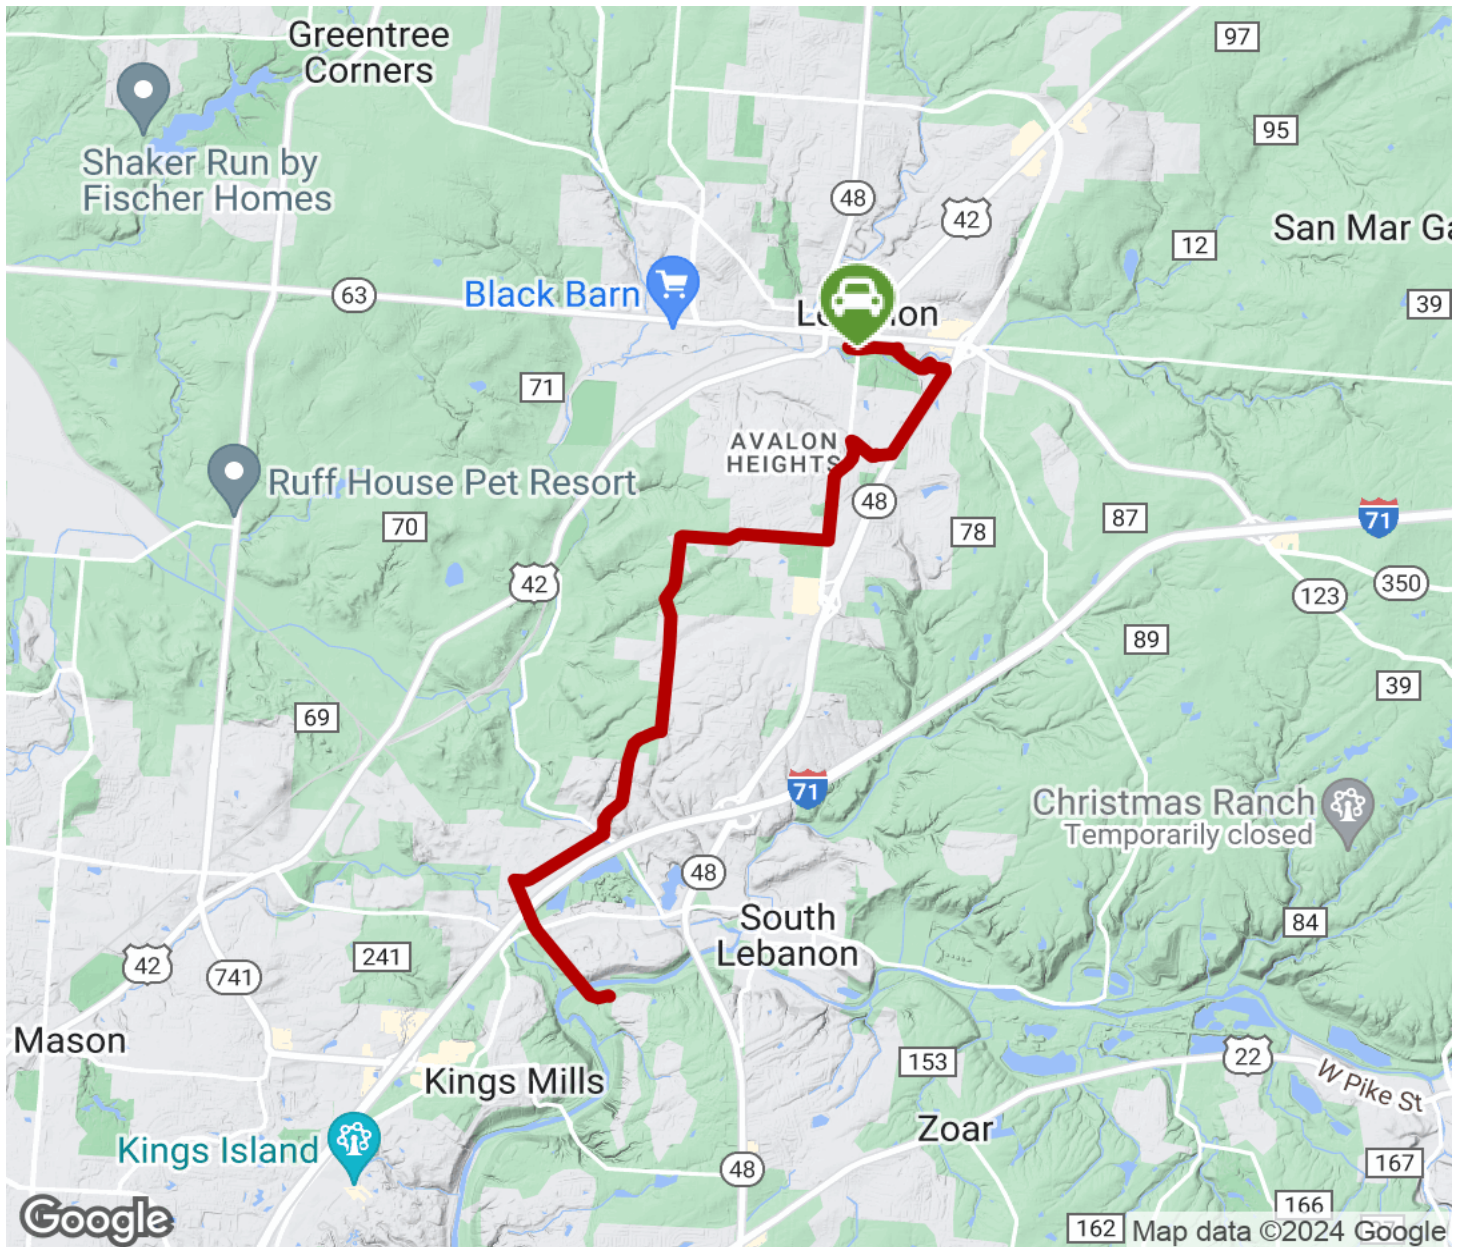 Greentree
Corners
97
95
Shaker Run by
Fischer Homes
48
42
12
San Mar Ga
63
Black Barn
39
71
AVALON
HEIGHTS
Ruff House Pet Resort
48
70
78
87
71
42
123
350
89
39
69
71
Christmas Ranch
Temporarily closed
48
South
Lebanon
84
42
241
741
Mason
153
22
Kings Mills
W Pike St
Zoar
Kings Island
48
167
166
Google
162
Map data ©2024 Google